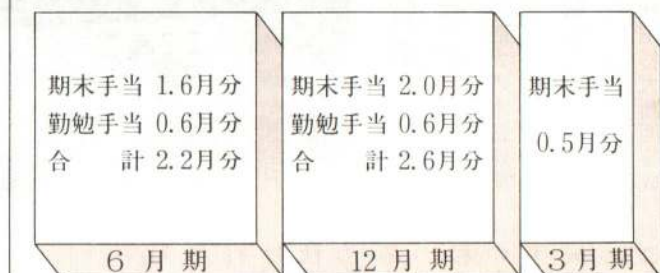 期末手当 1.6月分
勤勉手当 0.6月分
合　　計 2.2月分
6 月 期
期末手当 2.0月分
勤勉手当 0.6月分
合　　計 2.6月分
12 月 期
期末手当
0.5月分
3 月 期